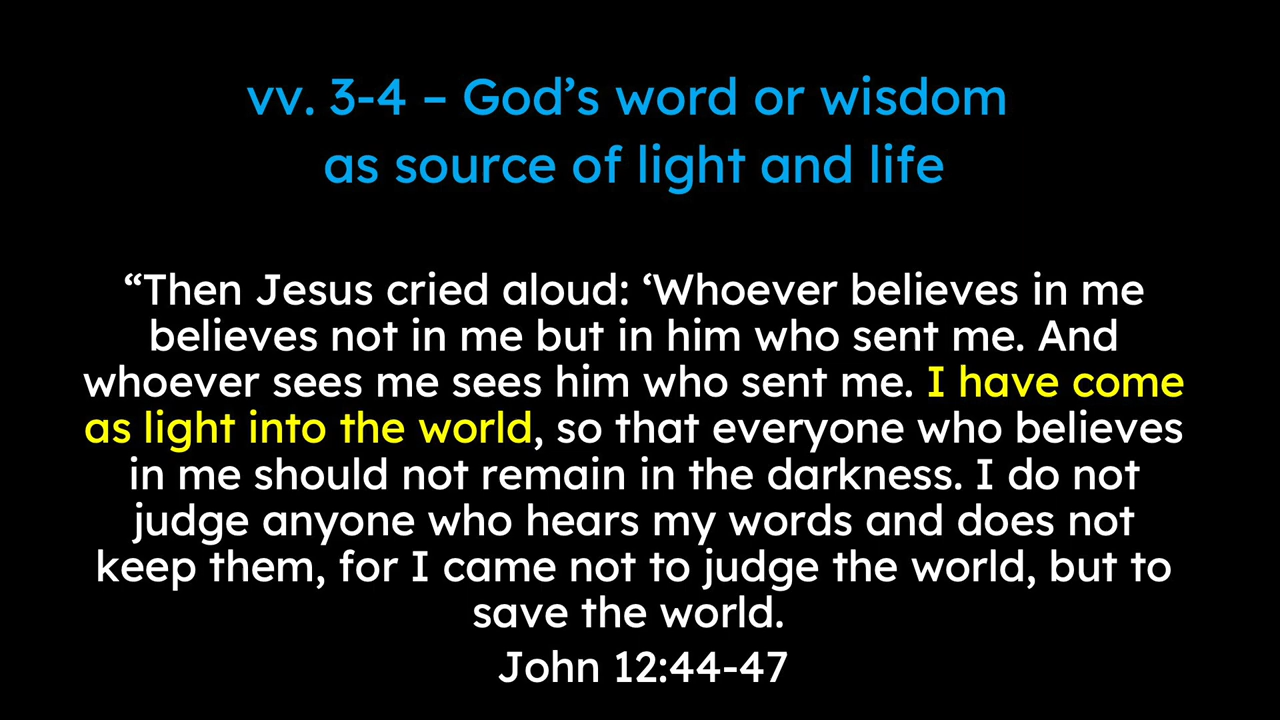 vv. 3-4 – God’s word or wisdom
as source of light and life
“Then Jesus cried aloud: ‘Whoever believes in me
believes not in me but in him who sent me. And
whoever sees me sees him who sent me. I have come
as light into the world, so that everyone who believes
in me should not remain in the darkness. I do not
judge anyone who hears my words and does not
keep them, for I came not to judge the world, but to
save the world.
John 12:44-47